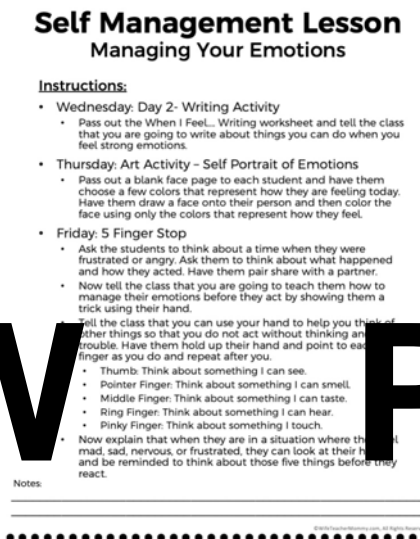 Self Management Lesson
Managing Your Emotions
Instructions:
• Wednesday: Day 2- Writing Activity
• Pass out the When I Feel... Writing worksheet and tell the class
that you are going to write about things you can do when you
feel strong emotions.
• Thursday: Art Activity – Self Portrait of Emotions
• Pass out a blank face page to each student and have them
choose a few colors that represent how they are feeling today.
Have them draw a face onto their person and then color the
face using only the colors that represent how they feel.
• Friday: 5 Finger Stop
• Ask the students to think about a time when they were
frustrated or angry. Ask them to think about what happened
and how they acted. Have them pair share with a partner.
• Now tell the class that you are going to teach them how to
manage their emotions before they act by showing them a
trick using their hand.
Tell the class that you can use your hand to help you think of
other things so that you do not act without thinking
trouble. Have them hold up their hand and point to
finger as you do and repeat after you.
• Thumb: Think about something I can see.
• Pointer Finger: Think about something I can smell.
• Middle Finger: Think about something I can taste.
• Ring Finger: Think about something I can hear.
• Pinky Finger: Think about something I touch.
• Now explain that when they are in a situation where
mad, sad, nervous, or frustrated, they can look at their
and be reminded to think about those five things before they
react.
Notes:
W F
©WifeTeacherMommy.com, All Rights